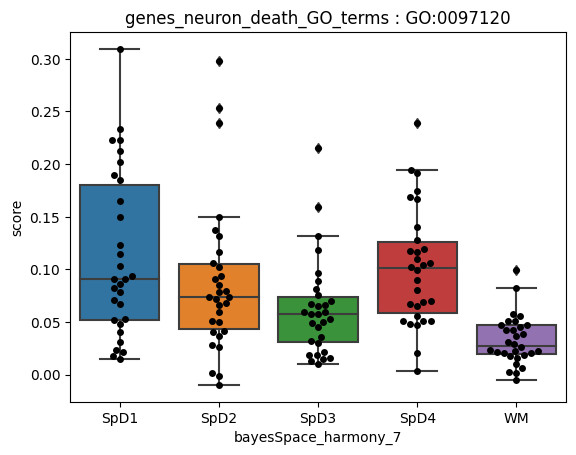 genes_neuron_death_GO_terms : GO:0097120
score
0.30
0.25
0.20
0.15
0.10
0.05
0.00
SpD1 SpD2 SpD3 SpD4 WM
bayesSpace_harmony_7